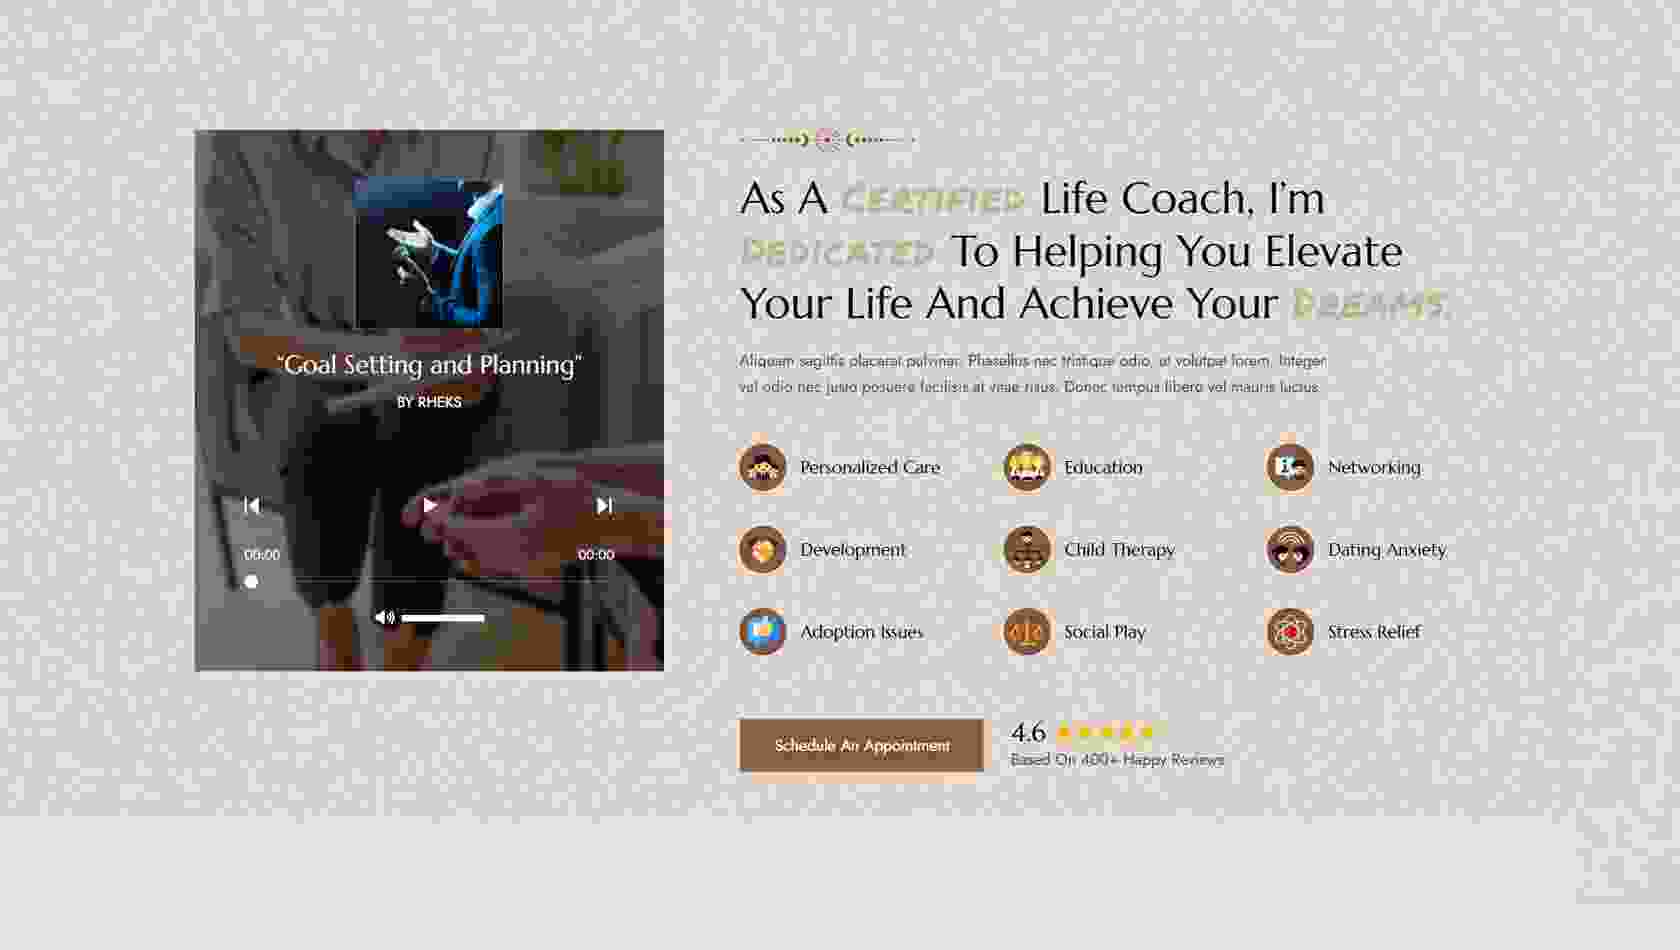 As A CERTIFIED Life Coach, I'm
DEDICATED To Helping You Elevate
Your Life And Achieve Your DREAMS.
Aliquam sagittis placerat pulvinar. Phasellus nec tristique odio, ut volutpat lorem. Integer
vel odio nec justo posuere facilisis at vitae risus. Donec tempus libero vel mauris luctus.
"Goal Setting and Planning"
BY RHEKS
00:00
00:00
Personalized Care
Education
Networking
Development
Child Therapy
Dating Anxiety
Adoption Issues
Social Play
Stress Relief
Schedule An Appointment
4.6
Based On 400+ Happy Reviews